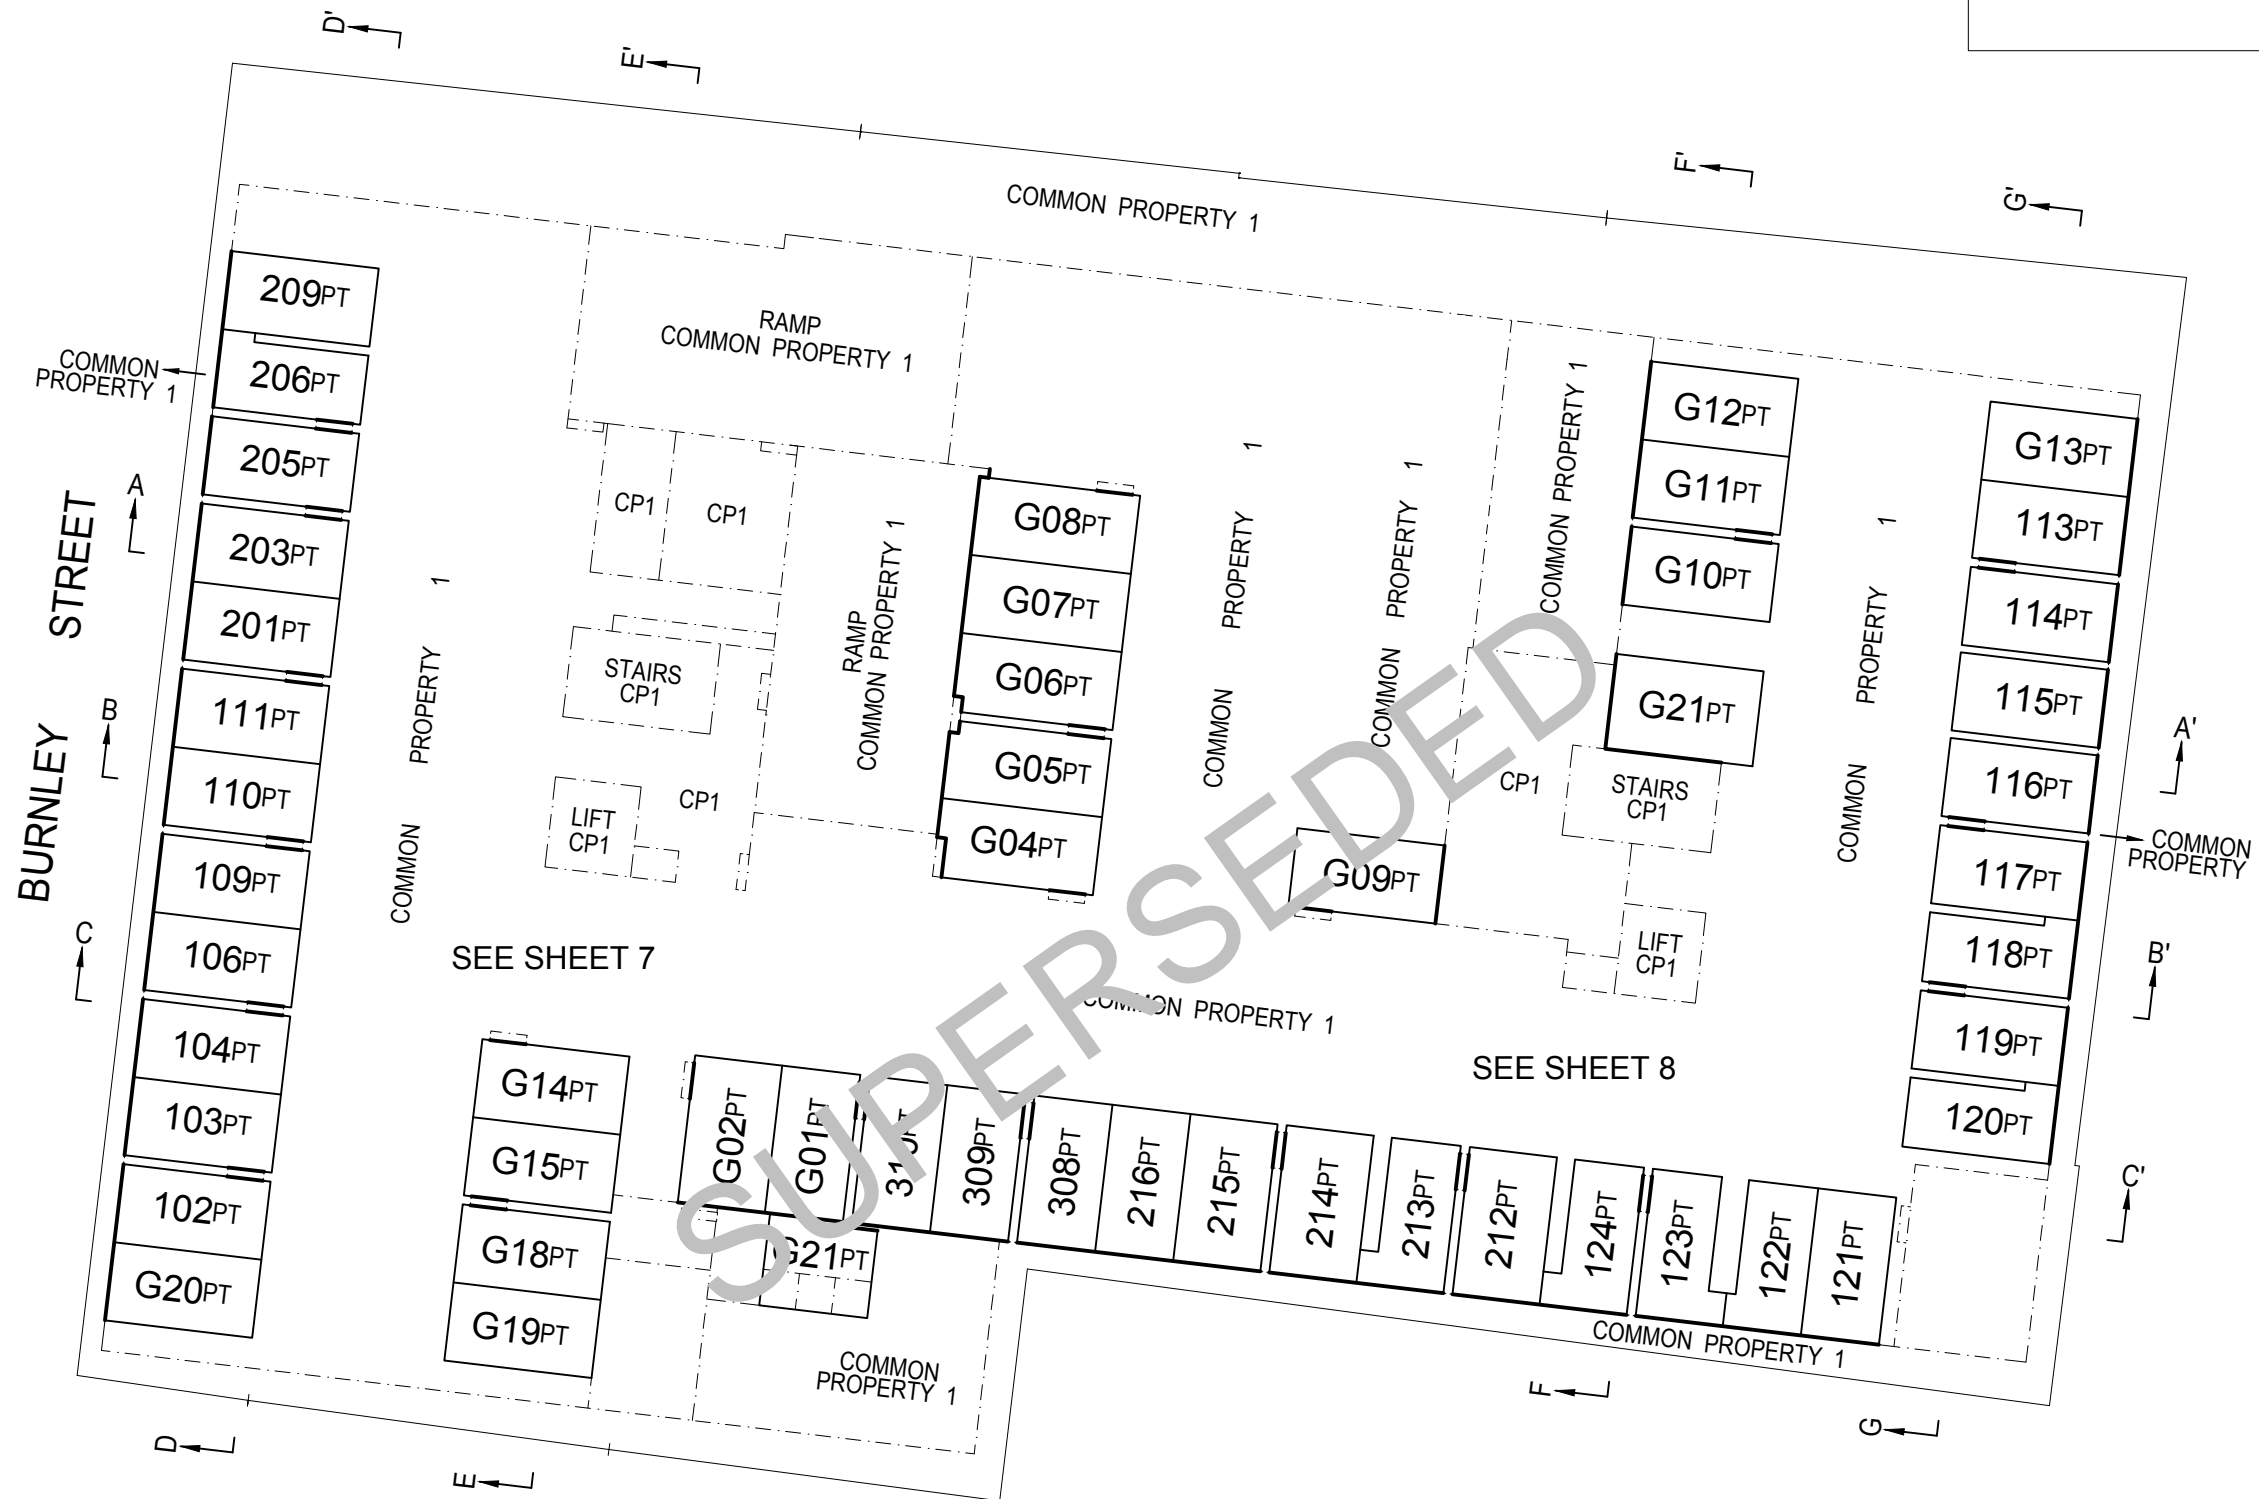 D'
E'
F'
G'
COMMON PROPERTY 1
209PT
206PT
205PT
203PT
201PT
111PT
110PT
109PT
106PT
104PT
103PT
102PT
G20PT
COMMON
PROPERTY 1
A
B
C
BURNLEY STREET
COMMON PROPERTY 1
RAMP
COMMON PROPERTY 1
CP1
CP1
STAIRS
CP1
LIFT
CP1
CP1
RAMP
COMMON PROPERTY 1
G08PT
G07PT
G06PT
G05PT
G04PT
COMMON PROPERTY 1
COMMON PROPERTY 1
COMMON PROPERTY 1
G12PT
G11PT
G10PT
G21PT
CP1
STAIRS
CP1
LIFT
CP1
G09PT
COMMON PROPERTY 1
G13PT
113PT
114PT
115PT
116PT
117PT
118PT
119PT
120PT
A'
COMMON
PROPERTY
B'
C'
SEE SHEET 7
COMMON PROPERTY 1
SEE SHEET 8
SUPERSEDED
G14PT
G15PT
G18PT
G19PT
G02PT
G01PT
310PT
309PT
308PT
216PT
215PT
214PT
213PT
212PT
124PT
123PT
122PT
121PT
G21PT
COMMON
PROPERTY 1
COMMON PROPERTY 1
D
E
F
G